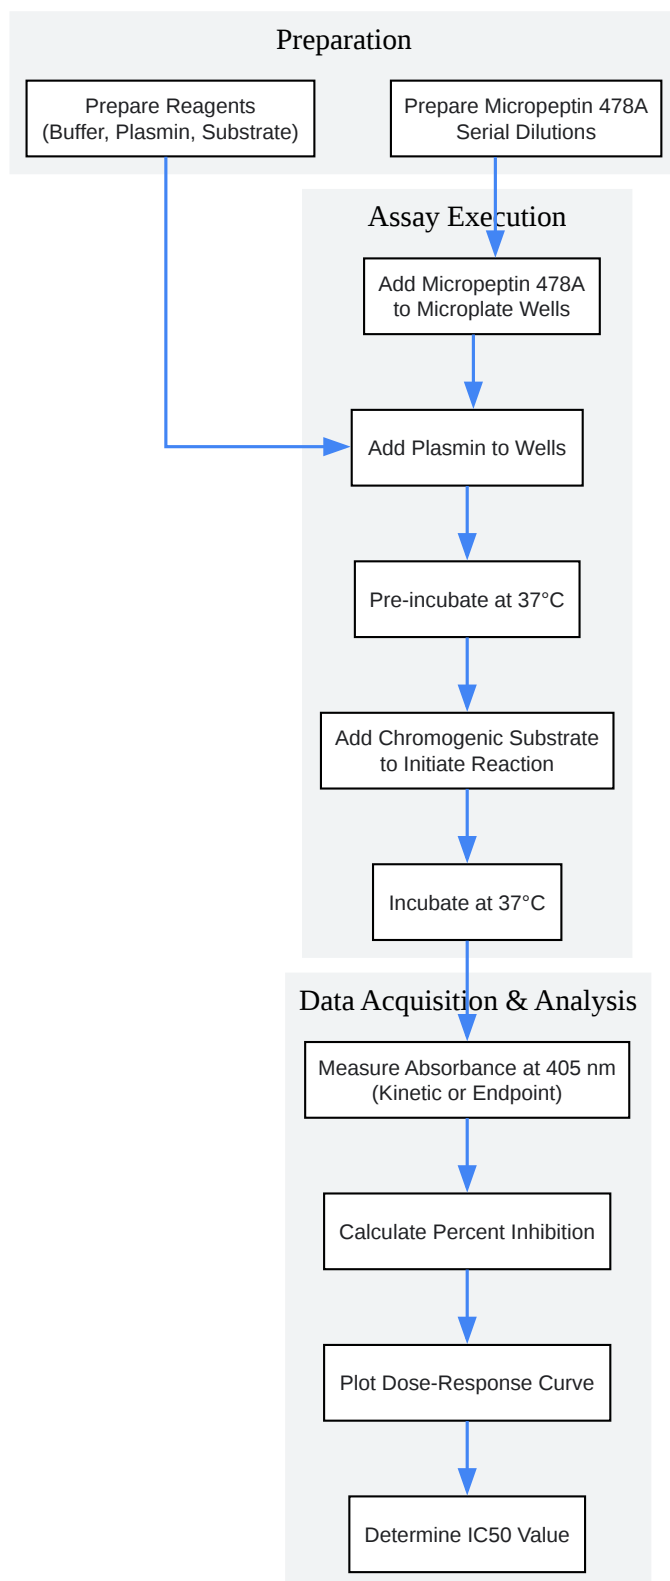 Preparation
Prepare Reagents
(Buffer, Plasmin, Substrate)
Prepare Micropeptin 478A
Serial Dilutions
Assay Execution
Add Micropeptin 478A
to Microplate Wells
Add Plasmin to Wells
Pre-incubate at 37°C
Add Chromogenic Substrate
to Initiate Reaction
Incubate at 37°C
Data Acquisition & Analysis
Measure Absorbance at 405 nm
(Kinetic or Endpoint)
Calculate Percent Inhibition
Plot Dose-Response Curve
Determine IC50 Value